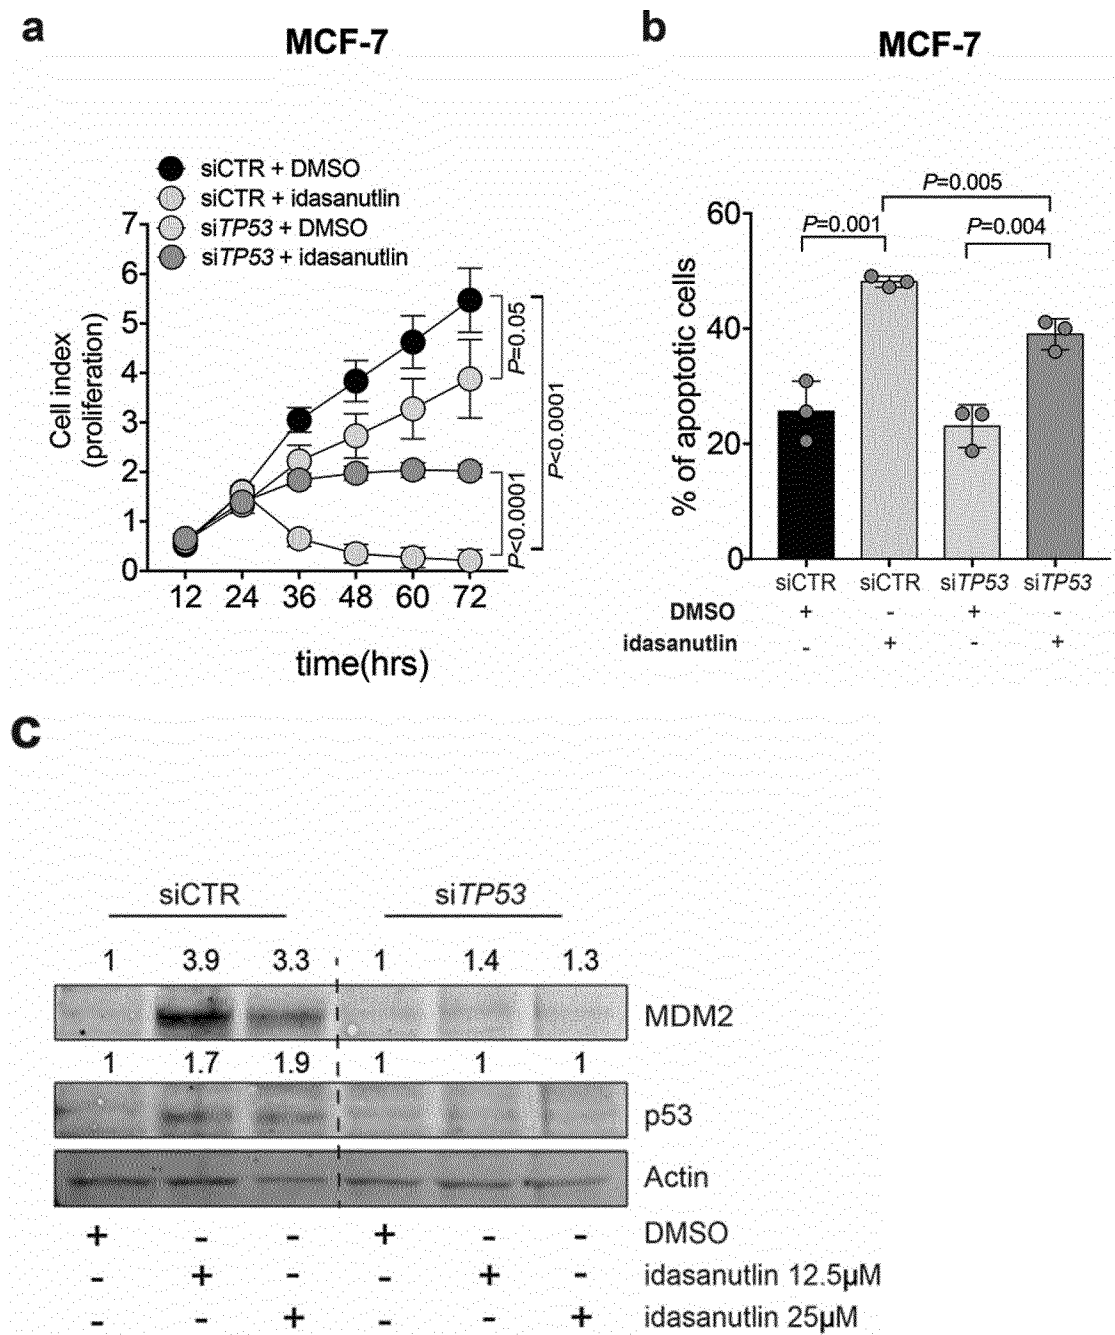 a
MCF-7
siCTR + DMSO
siCTR + idasanutlin
siTP53 + DMSO
siTP53 + idasanutlin
Cell index
(proliferation)
7
6
5
4
3
2
1
0
12 24 36 48 60 72
time(hrs)
P=0.05
P<0.0001
P<0.0001
b
MCF-7
% of apoptotic cells
60
40
20
0
P=0.005
P=0.001
P=0.004
siCTR siCTR siTP53 siTP53
DMSO + - + -
idasanutlin - + - +
c
siCTR siTP53
1 3.9 3.3 1 1.4 1.3
MDM2
1 1.7 1.9 1 1 1
p53
Actin
+ - - + - - DMSO
- + - - + - idasanutlin 12.5µM
- - + - - + idasanutlin 25µM